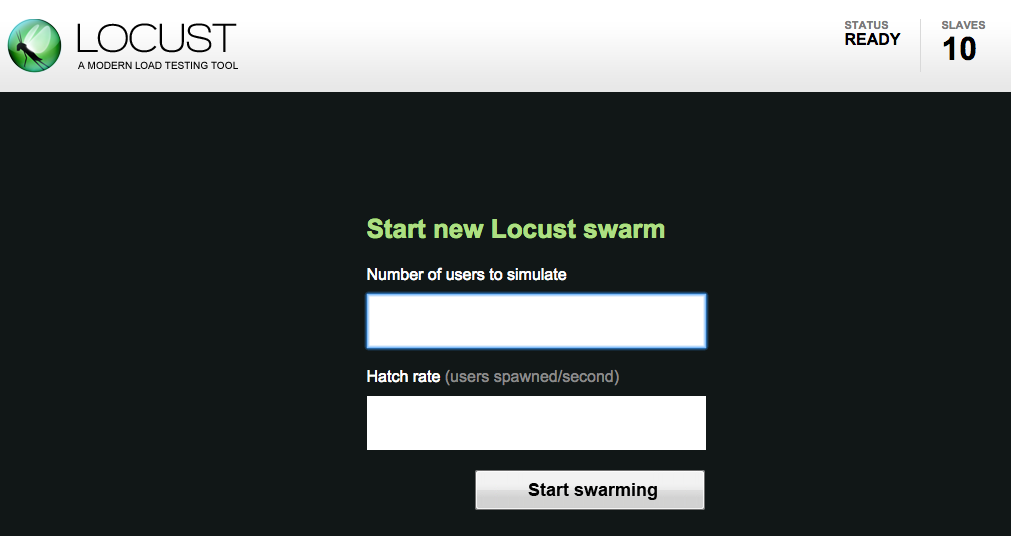 LOCUST
A MODERN LOAD TESTING TOOL
STATUS
READY
SLAVES
10
Start new Locust swarm
Number of users to simulate
Hatch rate (users spawned/second)
Start swarming